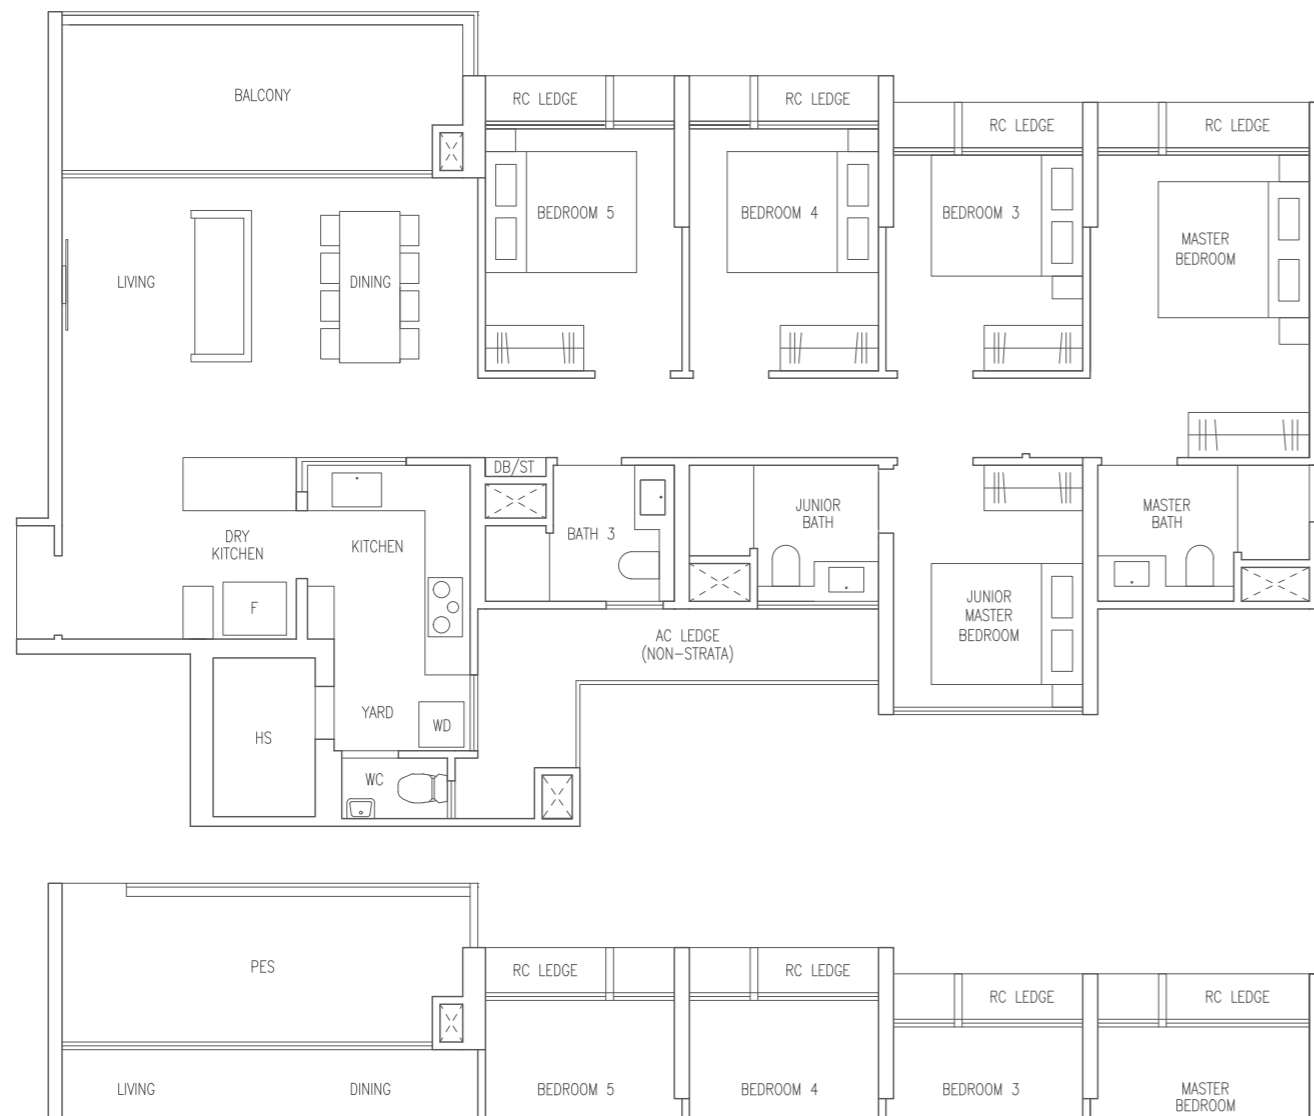 BALCONY
RC LEDGE
RC LEDGE
RC LEDGE
RC LEDGE
BEDROOM 5
BEDROOM 4
BEDROOM 3
MASTER
BEDROOM
LIVING
DINING
DB/ST
DRY
KITCHEN
KITCHEN
BATH 3
JUNIOR
BATH
MASTER
BATH
F
JUNIOR
MASTER
BEDROOM
AC LEDGE
(NON-STRATA)
HS
YARD
WD
WC
PES
RC LEDGE
RC LEDGE
RC LEDGE
RC LEDGE
LIVING
DINING
BEDROOM 5
BEDROOM 4
BEDROOM 3
MASTER
BEDROOM